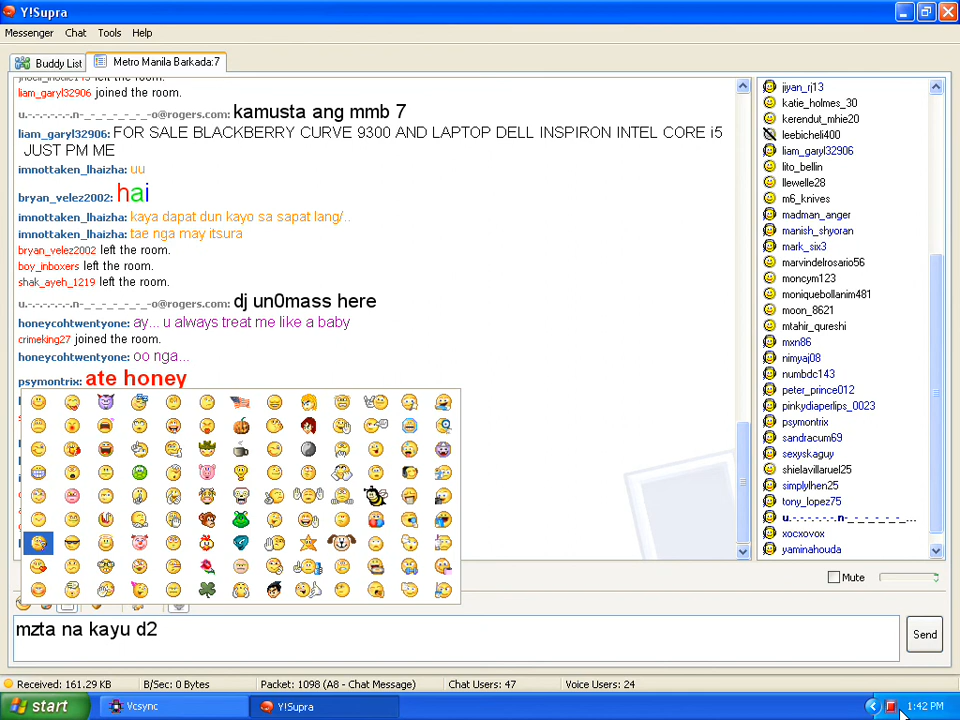 Y!Supra
Messenger Chat Tools Help
Buddy List
Metro Manila Barkada:7
left the room.
liam_garyl32906 joined the room.
u.-.-.-.-.-.n-_-_-_-_-_-o@rogers.com: kamusta ang mmb 7
liam_garyl32906: FOR SALE BLACKBERRY CURVE 9300 AND LAPTOP DELL INSPIRON INTEL CORE i5
JUST PM ME
imnottaken_lhaizha: uu
bryan_velez2002: hai
imnottaken_lhaizha: kaya dapat dun kayo sa sapat lang/..
imnottaken_lhaizha: tae nga may itsura
bryan_velez2002 left the room.
boy_inboxers left the room.
shak_ayeh_1219 left the room.
u.-.-.-.-.-.n-_-_-_-_-_-o@rogers.com: dj un0mass here
honeycohtwentyone: ay... u always treat me like a baby
crimeking27 joined the room.
honeycohtwentyone: oo nga...
psymontrix: ate honey
jiyan_rj13
katie_holmes_30
kerendut_mhie20
leebicheli400
liam_garyl32906
lito_bellin
llewelle28
m6_knives
madman_anger
manish_shyoran
mark_six3
marvindelrosario56
moncym123
moniquebollanim481
moon_8621
mtahir_qureshi
mxn86
nimyaj08
numbdc143
peter_prince012
pinkydiaperlips_0023
psymontrix
sandracum69
sexyskaguy
shielavillaruel25
simplylhen25
tony_lopez75
u.-.-.-.-.-.n-_-_-_-_-_...
xocxovox
yaminahouda
Mute
mzta na kayu d2
Send
Received: 161.29 KB B/Sec: 0 Bytes Packet: 1098 (A8 - Chat Message) Chat Users: 47 Voice Users: 24
start Vcsync Y!Supra 1:42 PM